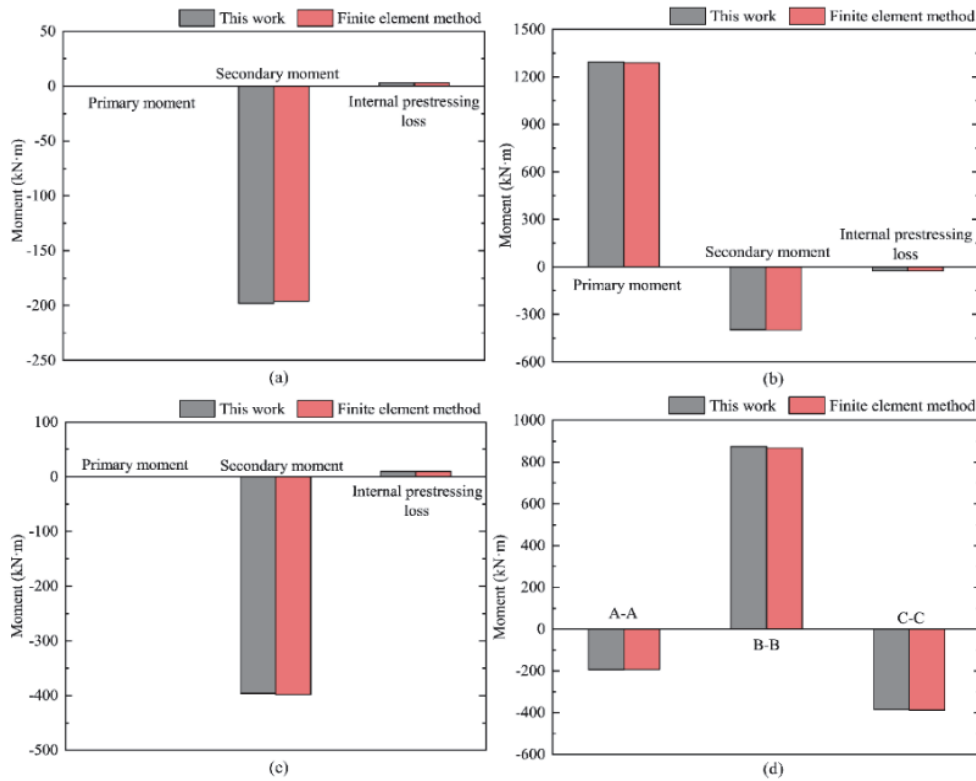 This work Finite element method
50
0
-50
-100
-150
-200
-250
Moment (kN·m)
Secondary moment
Primary moment
Internal prestressing
loss
(a)
This work Finite element method
1200
900
600
300
0
-300
-600
Moment (kN·m)
Internal prestressing
loss
Secondary moment
Primary moment
(b)
This work Finite element method
100
0
-100
-200
-300
-400
-500
Moment (kN·m)
Primary moment Secondary moment
Internal prestressing
loss
(c)
This work Finite element method
1000
800
600
400
200
0
-200
-400
-600
Moment (kN·m)
A-A
C-C
B-B
(d)